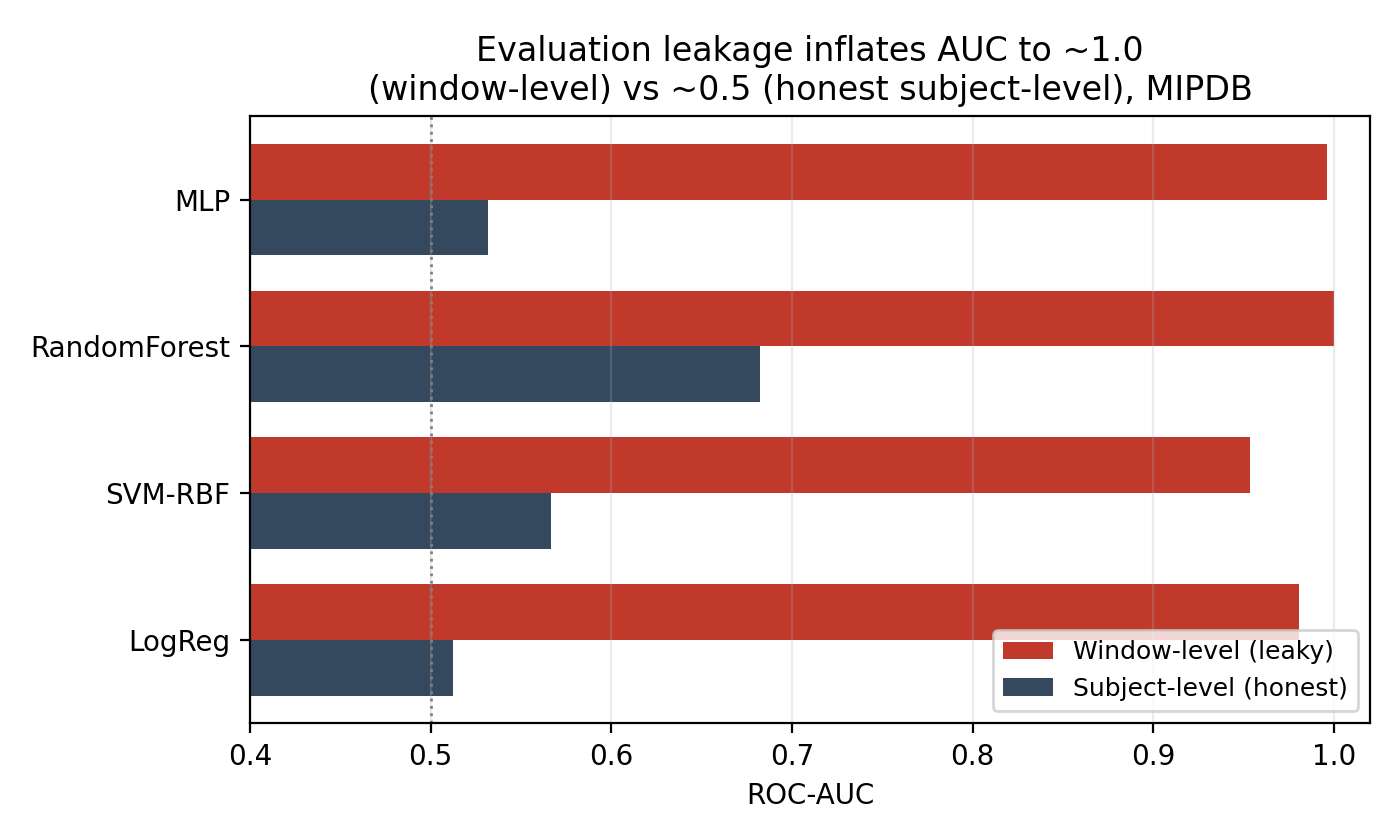 Evaluation leakage inflates AUC to ~1.0
(window-level) vs ~0.5 (honest subject-level), MIPDB
MLP
RandomForest
SVM-RBF
LogReg
Window-level (leaky)
Subject-level (honest)
0.4 0.5 0.6 0.7 0.8 0.9 1.0
ROC-AUC